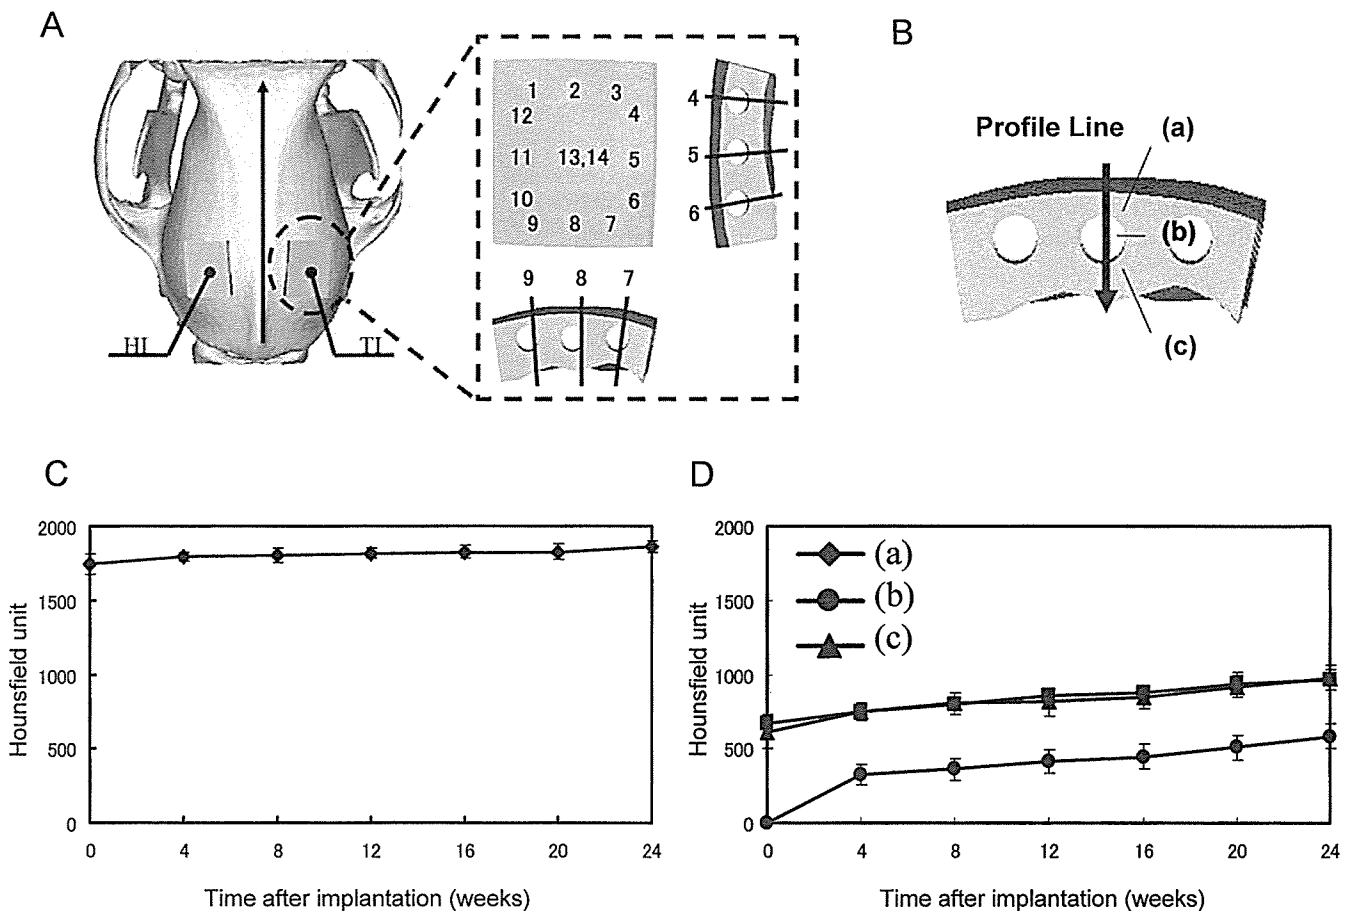 A
1 2 3
12 4
11 13,14 5
10 6
9 8 7
4
5
6
9 8 7
HI
TI
B
Profile Line (a)
(b)
(c)
C
Hounsfield unit
2000
1500
1000
500
0
0 4 8 12 16 20 24
Time after implantation (weeks)
D
Hounsfield unit
2000
1500
1000
500
0
(a)
(b)
(c)
0 4 8 12 16 20 24
Time after implantation (weeks)